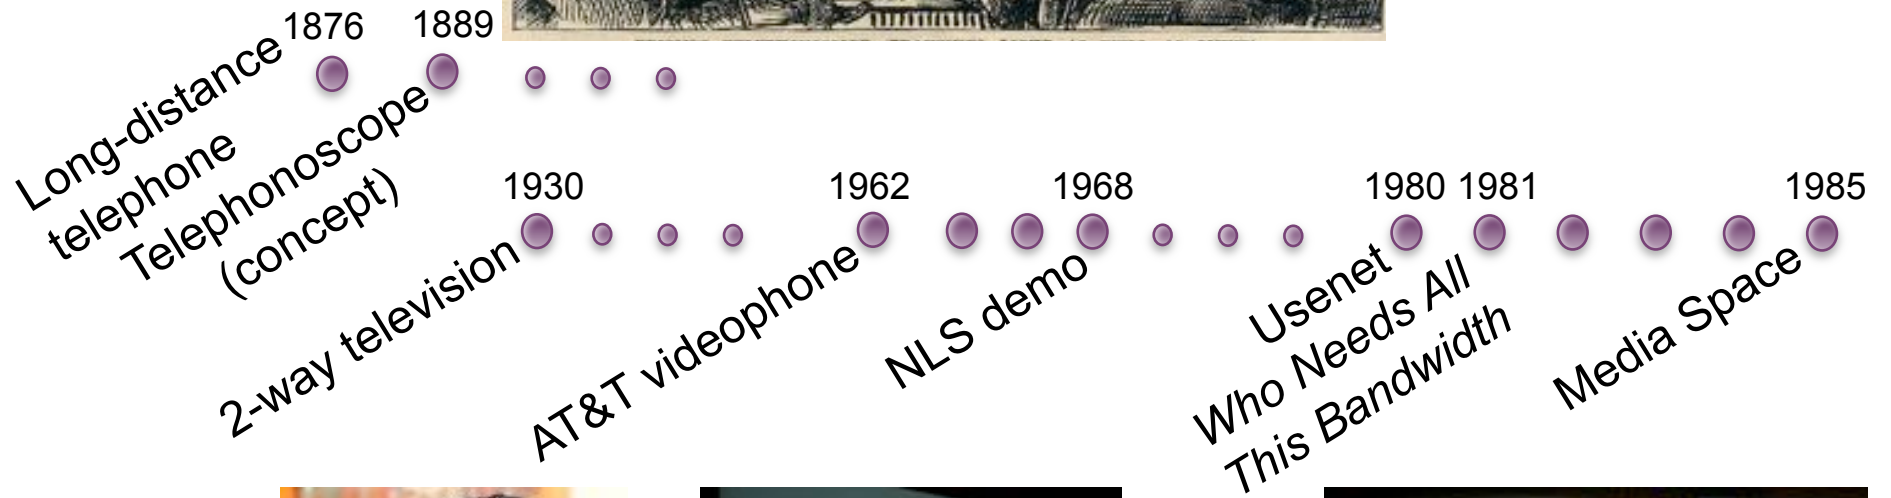 1876 1889
Long-distance
telephone
Telephonoscope
(concept)
1930 1962 1968 1980 1981 1985
2-way television
AT&T videophone
NLS demo
Usenet
Who Needs All
This Bandwidth
Media Space